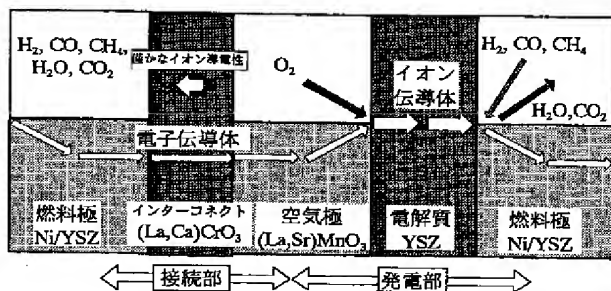 H2, CO, CH4,
H2O, CO2
僅かなイオン導電性
O2
イオン
伝導体
H2, CO, CH4
H2O,CO2
電子伝導体
燃料極
Ni/YSZ
インターコネクト
(La,Ca)CrO3
空気極
(La,Sr)MnO3
電解質
YSZ
燃料極
Ni/YSZ
接続部
発電部